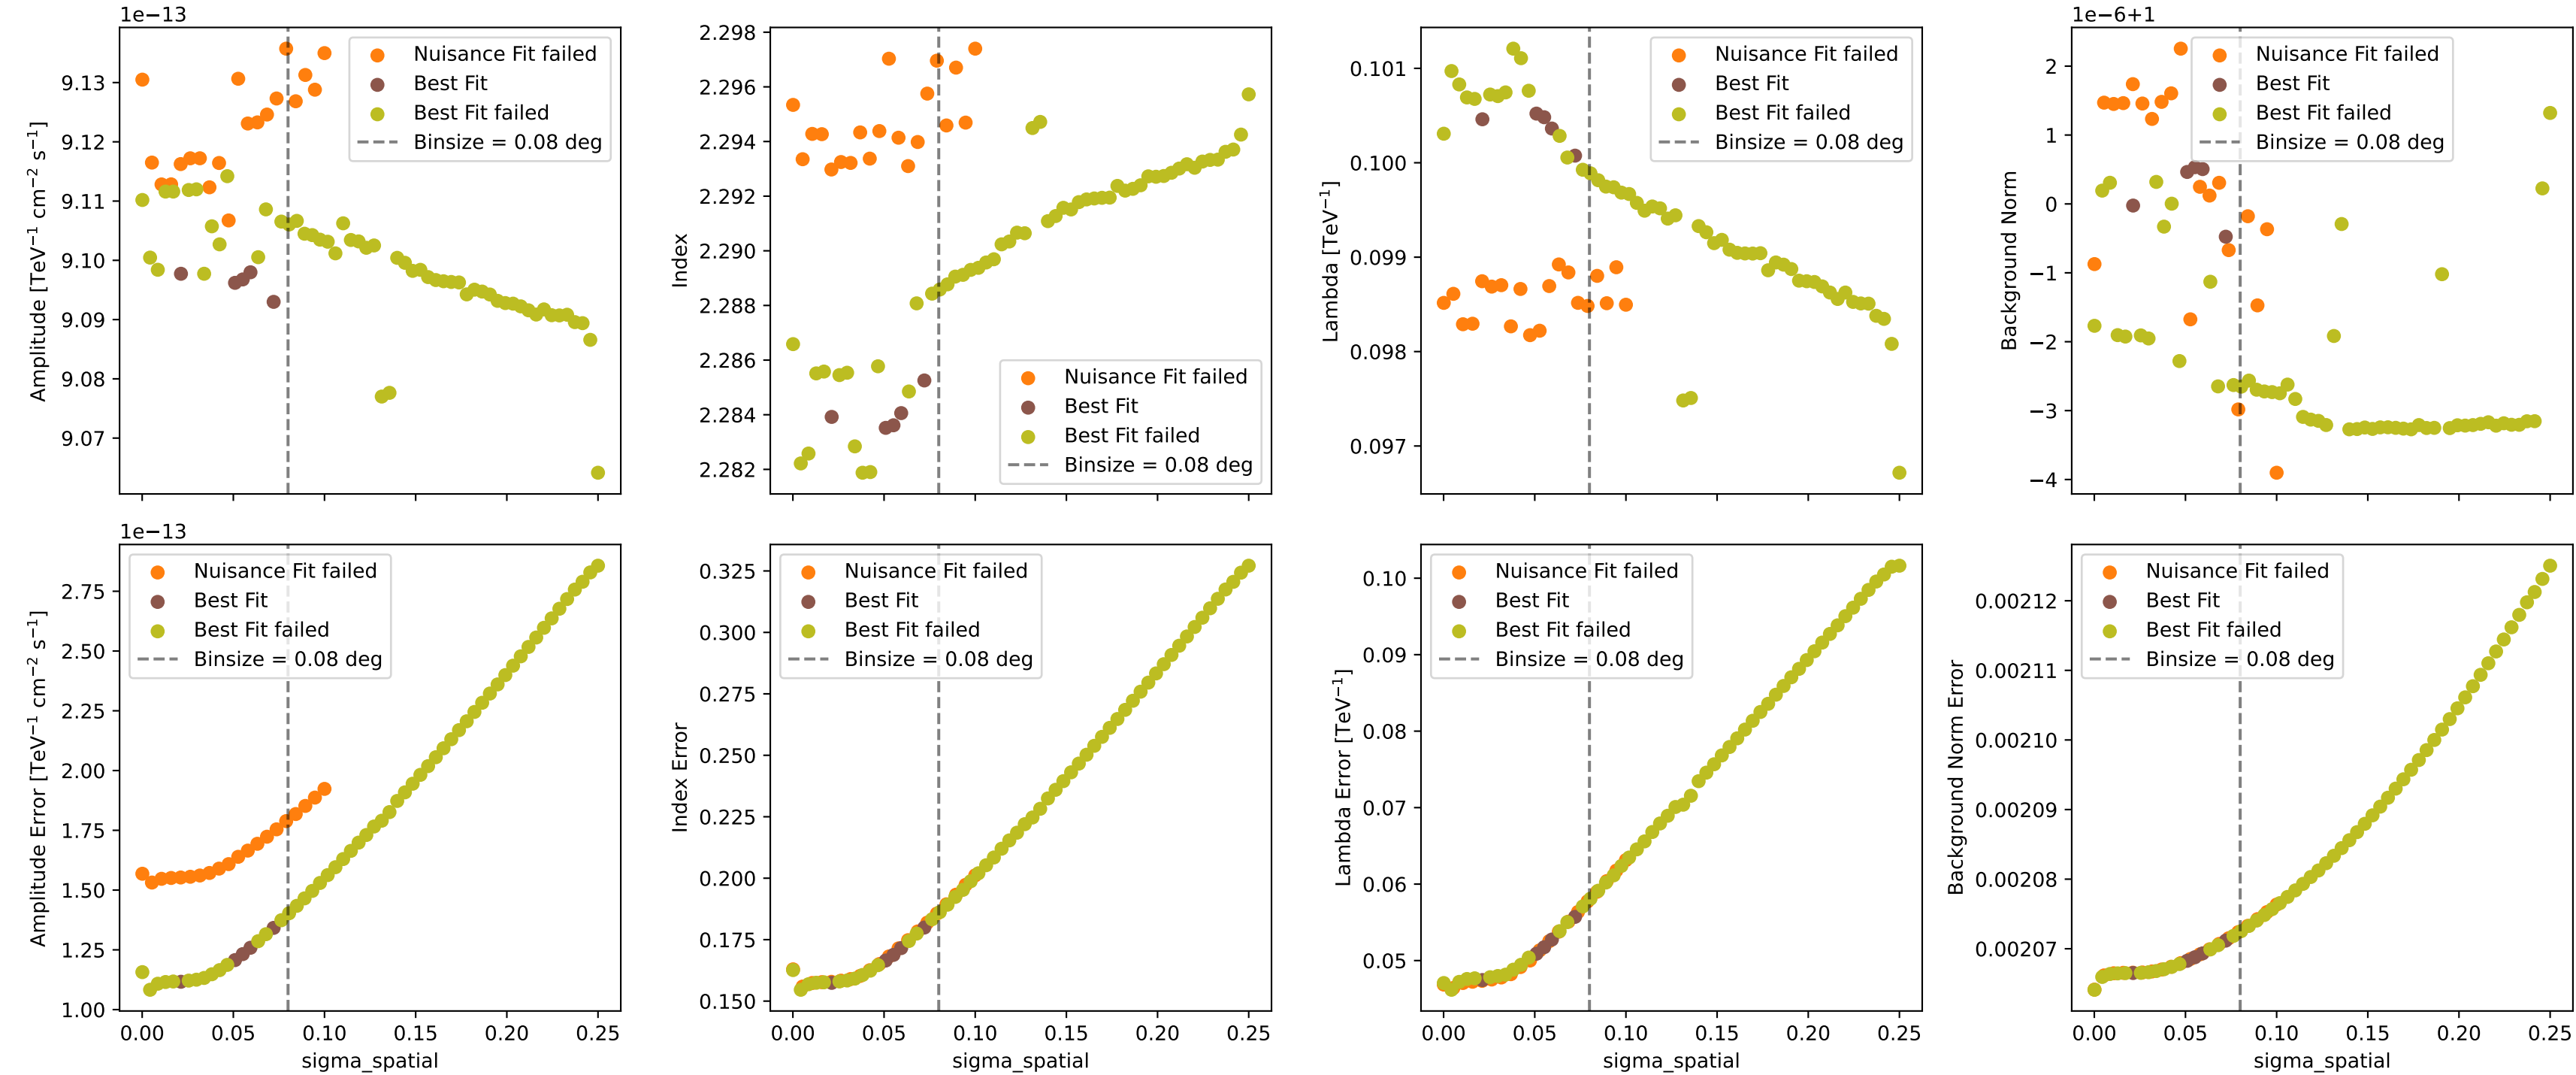 1e−13
Amplitude [TeV⁻¹ cm⁻² s⁻¹]
9.13
9.12
9.11
9.10
9.09
9.08
9.07
Nuisance Fit failed
Best Fit
Best Fit failed
Binsize = 0.08 deg
Index
2.298
2.296
2.294
2.292
2.290
2.288
2.286
2.284
2.282
Nuisance Fit failed
Best Fit
Best Fit failed
Binsize = 0.08 deg
Lambda [TeV⁻¹]
0.101
0.100
0.099
0.098
0.097
Nuisance Fit failed
Best Fit
Best Fit failed
Binsize = 0.08 deg
1e−6+1
Background Norm
2
1
0
−1
−2
−3
−4
Nuisance Fit failed
Best Fit
Best Fit failed
Binsize = 0.08 deg
1e−13
Amplitude Error [TeV⁻¹ cm⁻² s⁻¹]
2.75
2.50
2.25
2.00
1.75
1.50
1.25
1.00
Nuisance Fit failed
Best Fit
Best Fit failed
Binsize = 0.08 deg
0.00 0.05 0.10 0.15 0.20 0.25
sigma_spatial
Index Error
0.325
0.300
0.275
0.250
0.225
0.200
0.175
0.150
Nuisance Fit failed
Best Fit
Best Fit failed
Binsize = 0.08 deg
0.00 0.05 0.10 0.15 0.20 0.25
sigma_spatial
Lambda Error [TeV⁻¹]
0.10
0.09
0.08
0.07
0.06
0.05
Nuisance Fit failed
Best Fit
Best Fit failed
Binsize = 0.08 deg
0.00 0.05 0.10 0.15 0.20 0.25
sigma_spatial
Background Norm Error
0.00212
0.00211
0.00210
0.00209
0.00208
0.00207
Nuisance Fit failed
Best Fit
Best Fit failed
Binsize = 0.08 deg
0.00 0.05 0.10 0.15 0.20 0.25
sigma_spatial